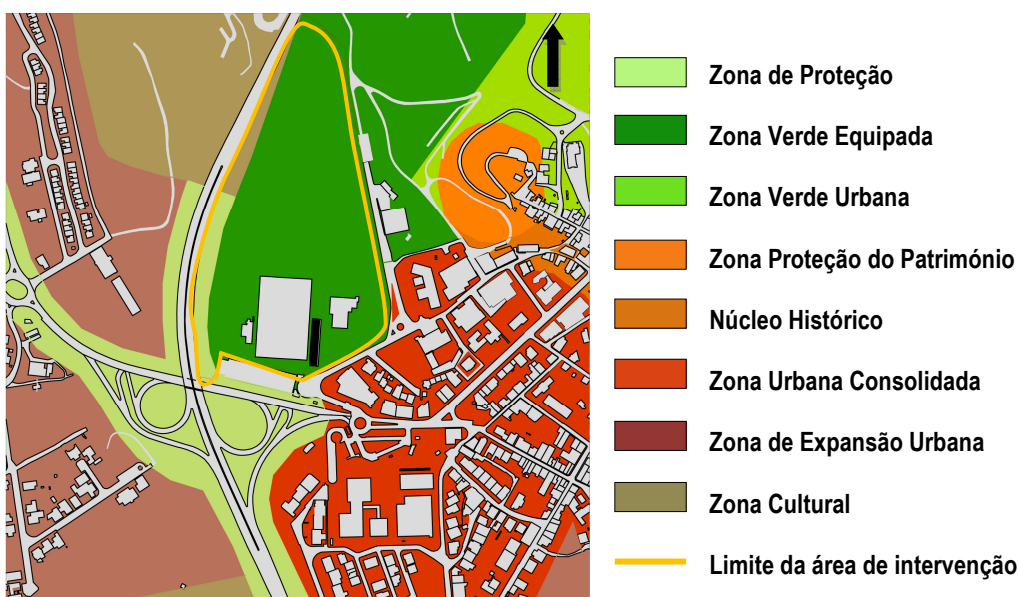 Zona de Proteção
Zona Verde Equipada
Zona Verde Urbana
Zona Proteção do Património
Núcleo Histórico
Zona Urbana Consolidada
Zona de Expansão Urbana
Zona Cultural
Limite da área de intervenção